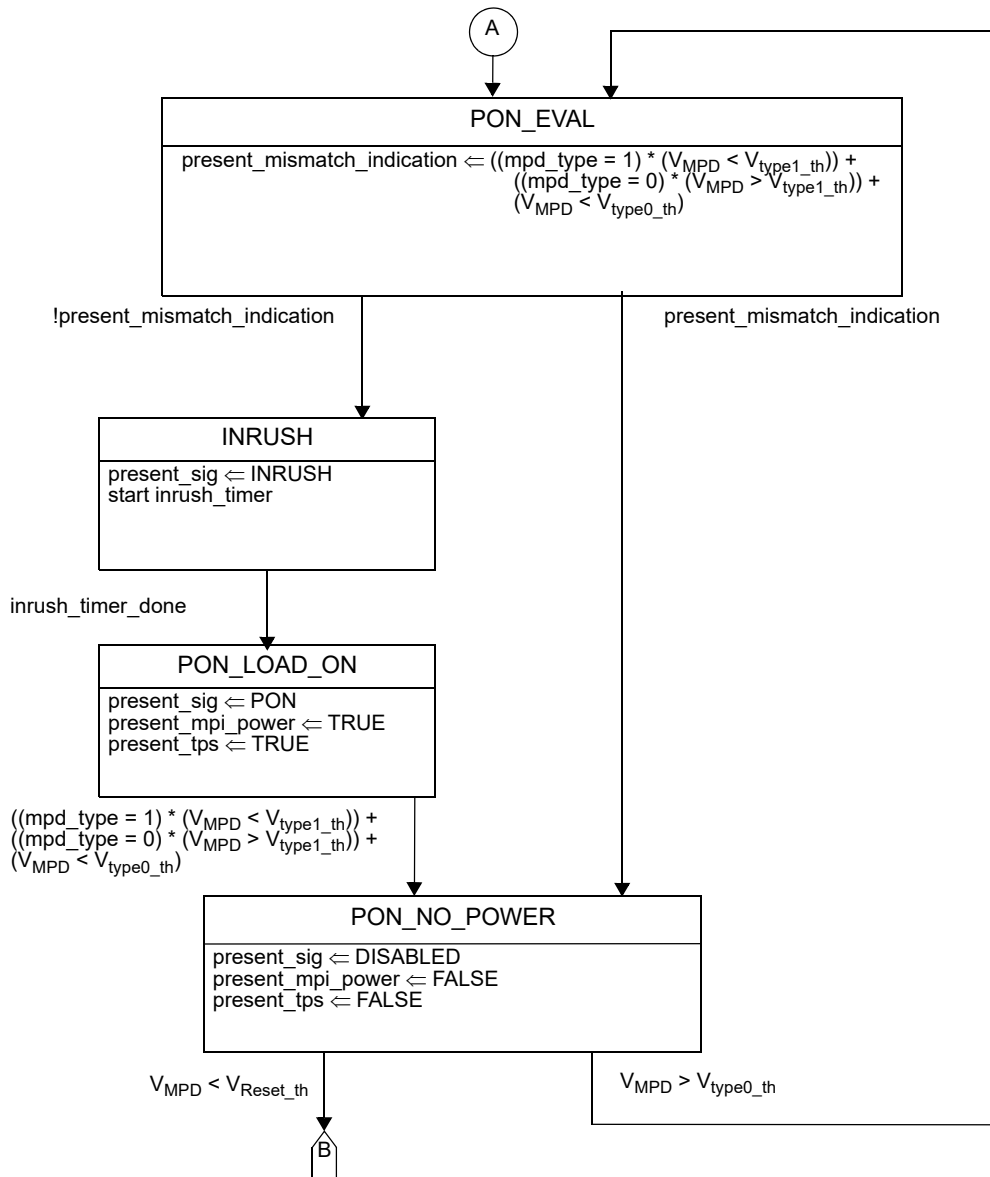 A
PON_EVAL
present_mismatch_indication ⇐ ((mpd_type = 1) * (VMPD < Vtype1_th)) +
((mpd_type = 0) * (VMPD > Vtype1_th)) +
(VMPD < Vtype0_th)
!present_mismatch_indication
present_mismatch_indication
INRUSH
present_sig ⇐ INRUSH
start inrush_timer
inrush_timer_done
PON_LOAD_ON
present_sig ⇐ PON
present_mpi_power ⇐ TRUE
present_tps ⇐ TRUE
((mpd_type = 1) * (VMPD < Vtype1_th)) +
((mpd_type = 0) * (VMPD > Vtype1_th)) +
(VMPD < Vtype0_th)
PON_NO_POWER
present_sig ⇐ DISABLED
present_mpi_power ⇐ FALSE
present_tps ⇐ FALSE
VMPD < VReset_th
VMPD > Vtype0_th
B